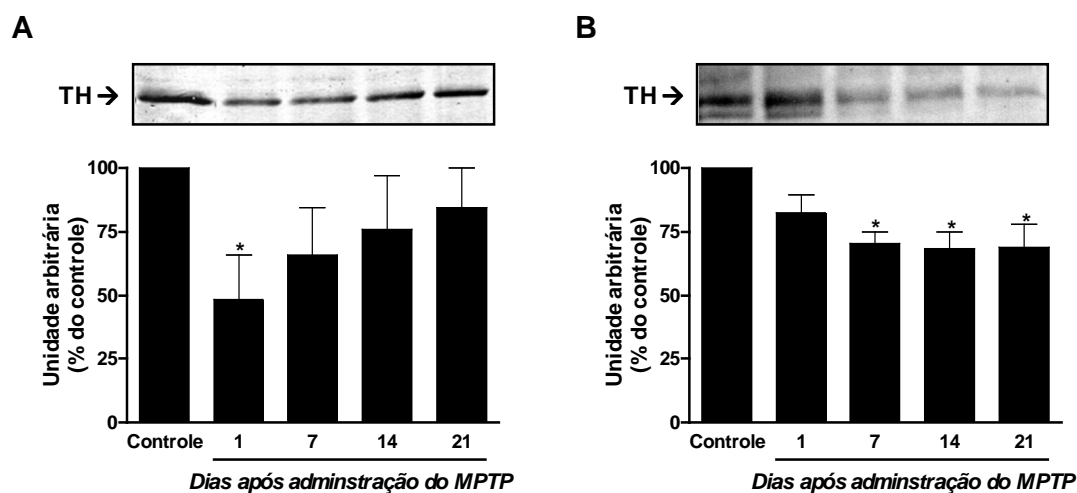 A
TH→
100
75
50
25
0
Unidade arbitrária
(% do controle)
*
Controle 1 7 14 21
Dias após adminstração do MPTP
B
TH→
100
75
50
25
0
Unidade arbitrária
(% do controle)
* * *
Controle 1 7 14 21
Dias após adminstração do MPTP